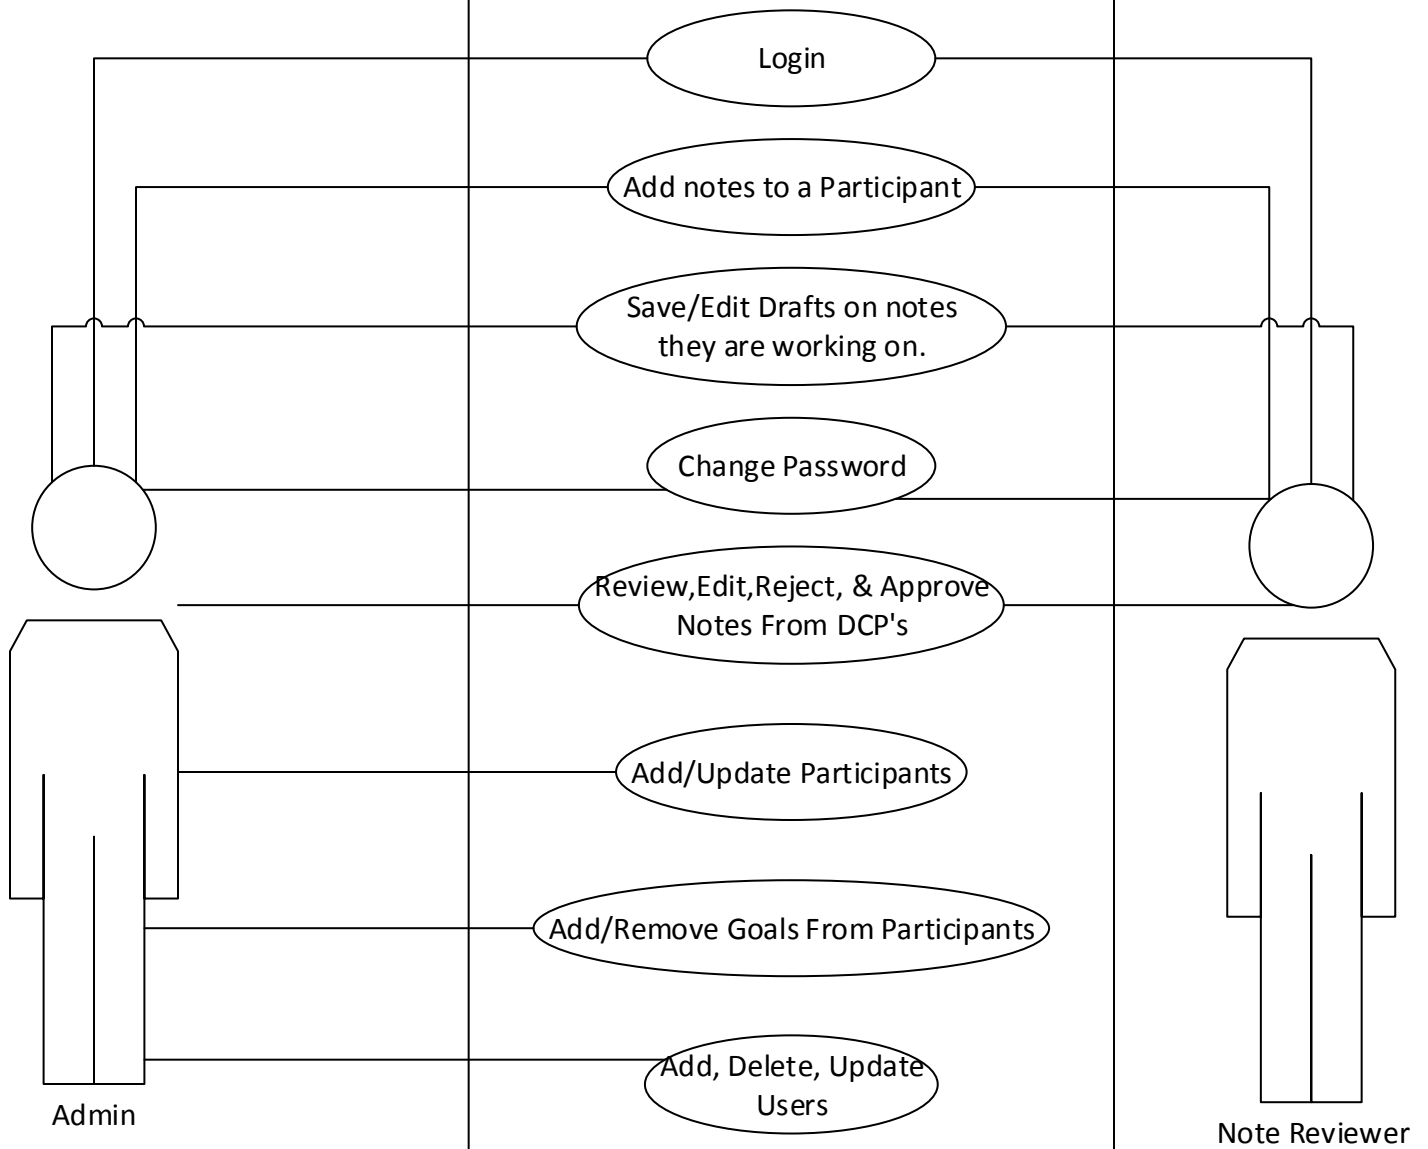 Login
Add notes to a Participant
Save/Edit Drafts on notes
they are working on.
Change Password
Review,Edit,Reject, & Approve
Notes From DCP's
Add/Update Participants
Add/Remove Goals From Participants
Add, Delete, Update
Users
Admin
Note Reviewer